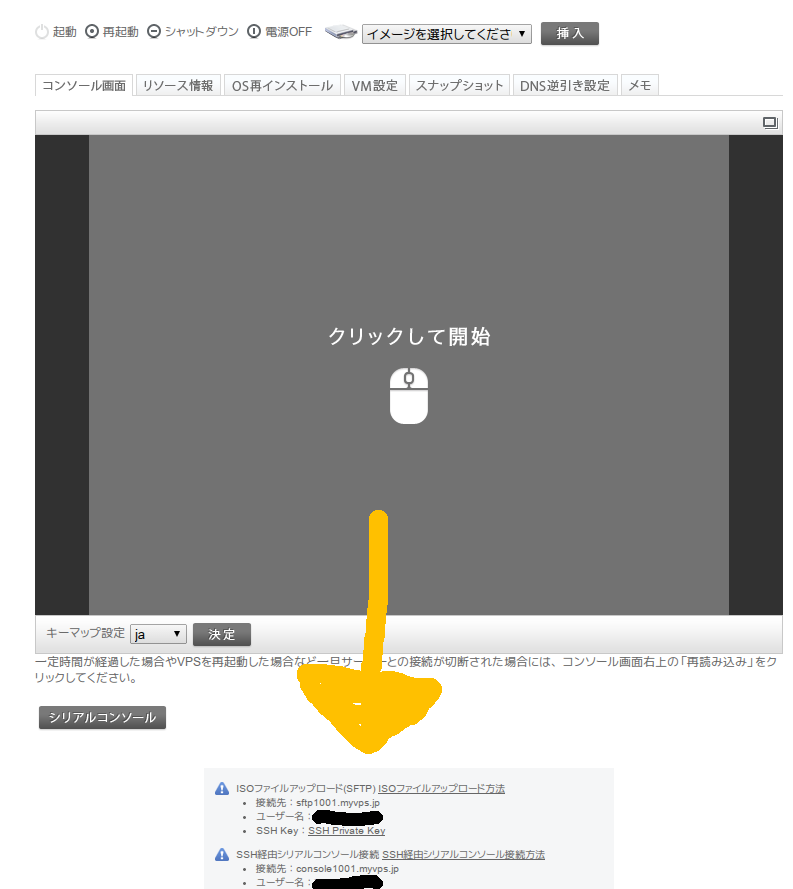 起動 再起動 シャットダウン 電源OFF イメージを選択してくださ 挿入
コンソール画面 リソース情報 OS再インストール VM設定 スナップショット DNS逆引き設定 メモ
クリックして開始
キーマップ設定 ja 決定
一定時間が経過した場合やVPSを再起動した場合など一旦サーバーとの接続が切断された場合には、コンソール画面右上の「再読み込み」をク
リックしてください。
シリアルコンソール
ISOファイルアップロード(SFTP) ISOファイルアップロード方法
接続先：sftp1001.myvps.jp
ユーザー名：
SSH Key：SSH Private Key
SSH経由シリアルコンソール接続 SSH経由シリアルコンソール接続方法
接続先：console1001.myvps.jp
ユーザー名：